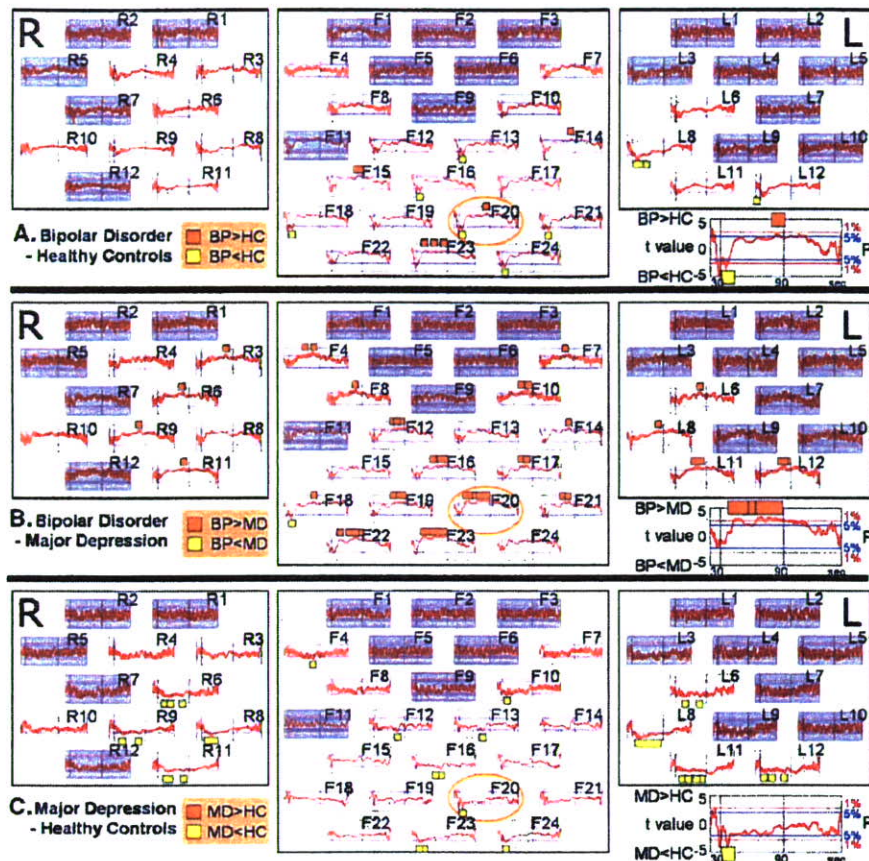 R
R2 R1
R5 R4 R3
R7 R6
R10 R9 R8
R12 R11
A. Bipolar Disorder
- Healthy Controls
BP>HC
BP<HC
F1 F2 F3
F4 F5 F6 F7
F8 F9 F10
F11 F12 F13 F14
F15 F16 F17
F18 F19 F20 F21
F22 F23 F24
L
L1 L2
L3 L4 L5
L6 L7
L8 L9 L10
L11 L12
BP>HC 5 1%
5%
t value 0 P
5%
BP<HC -5 1%
90 sec
R
R2 R1
R5 R4 R3
R7 R6
R10 R9 R8
R12 R11
B. Bipolar Disorder
- Major Depression
BP>MD
BP<MD
F1 F2 F3
F4 F5 F6 F7
F8 F9 F10
F11 F12 F13 F14
F15 F16 F17
F18 F19 F20 F21
F22 F23 F24
L
L1 L2
L3 L4 L5
L6 L7
L8 L9 L10
L11 L12
BP>MD 5 1%
5%
t value 0 P
5%
BP<MD -5 1%
90
R
R2 R1
R5 R4 R3
R7 R6
R10 R9 R8
R12 R11
C. Major Depression
- Healthy Controls
MD>HC
MD<HC
F1 F2 F3
F4 F5 F6 F7
F8 F9 F10
F11 F12 F13 F14
F15 F16 F17
F18 F19 F20 F21
F22 F23 F24
L
L1 L2
L3 L4 L5
L6 L7
L8 L9 L10
L11 L12
MD>HC 5 1%
5%
t value 0 P
5%
MD<HC -5 1%
90